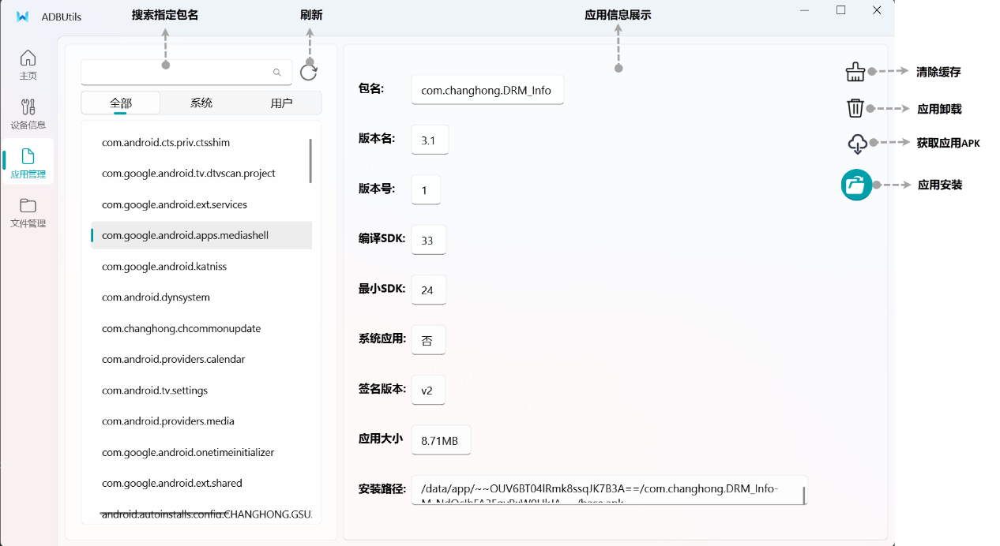 ADBUtils
搜索指定包名
刷新
应用信息展示
主页
设备信息
应用管理
文件管理
全部
系统
用户
com.android.cts.priv.ctsshim
com.google.android.tv.dtvscan.project
com.google.android.ext.services
com.google.android.apps.mediashell
com.google.android.katniss
com.android.dynsystem
com.changhong.chcommonupdate
com.android.providers.calendar
com.android.tv.settings
com.android.providers.media
com.google.android.onetimeinitializer
com.google.android.ext.shared
android.autoinstalls.config.CHANGHONG.GSU
包名:
com.changhong.DRM_Info
版本名:
3.1
版本号:
1
编译SDK:
33
最小SDK:
24
系统应用:
否
签名版本:
v2
应用大小
8.71MB
安装路径:
/data/app/~~OUV6BT04lRmk8ssqJK7B3A==/com.changhong.DRM_Info-
清除缓存
应用卸载
获取应用APK
应用安装